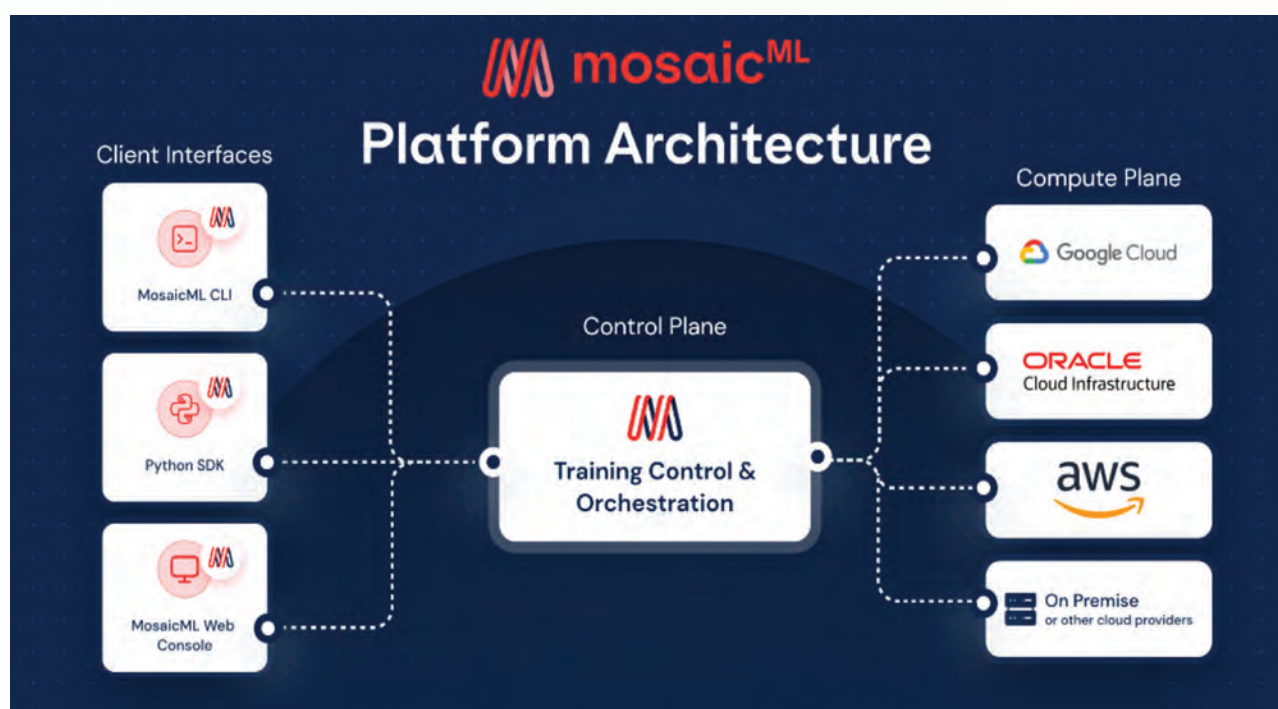 mosaicML
Platform Architecture
Client Interfaces
MosaicML CLI
Python SDK
MosaicML Web
Console
Control Plane
Training Control &
Orchestration
Compute Plane
Google Cloud
ORACLE
Cloud Infrastructure
aws
On Premise
or other cloud providers